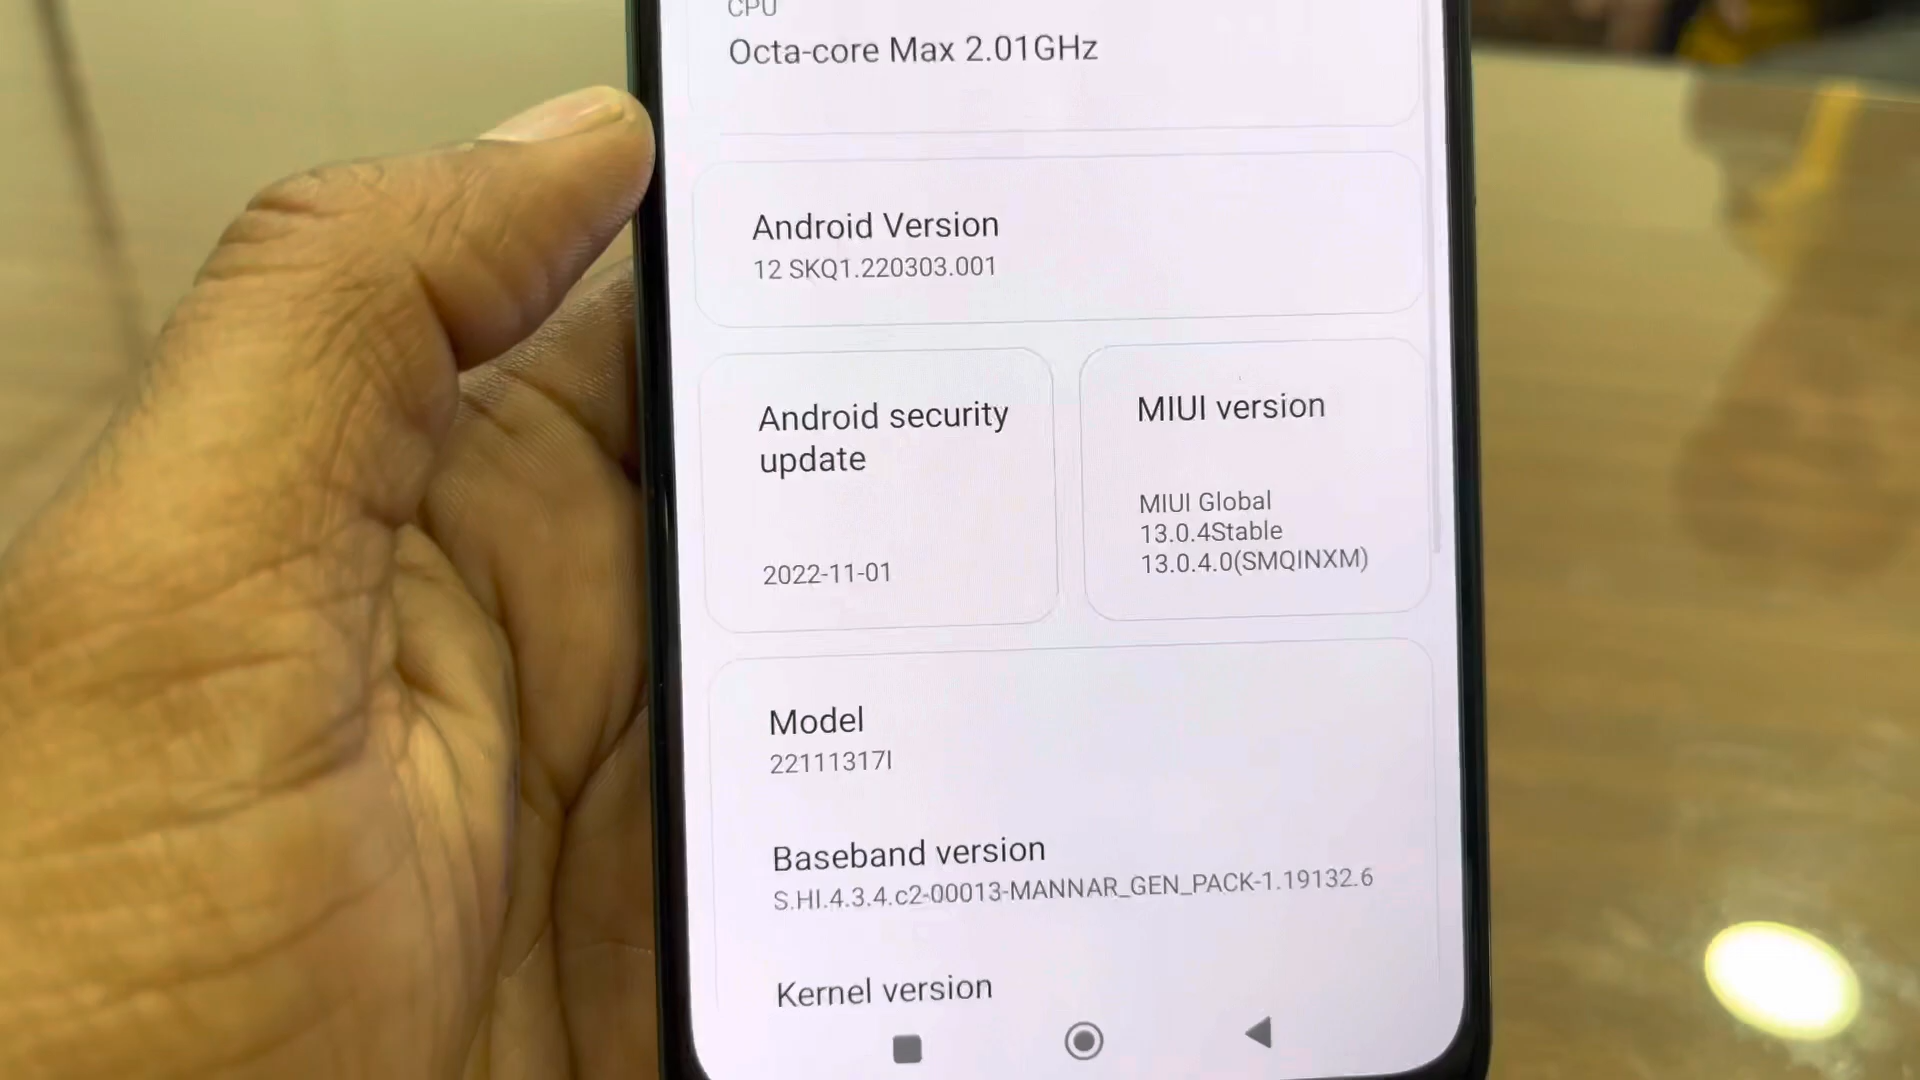 CPU
Octa-core Max 2.01GHz
Android Version
12 SKQ1.220303.001
Android security
update
2022-11-01
MIUI version
MIUI Global
13.0.4Stable
13.0.4.0(SMQINXM)
Model
22111317I
Baseband version
S.HI.4.3.4.c2-00013-MANNAR_GEN_PACK-1.19132.6
Kernel version